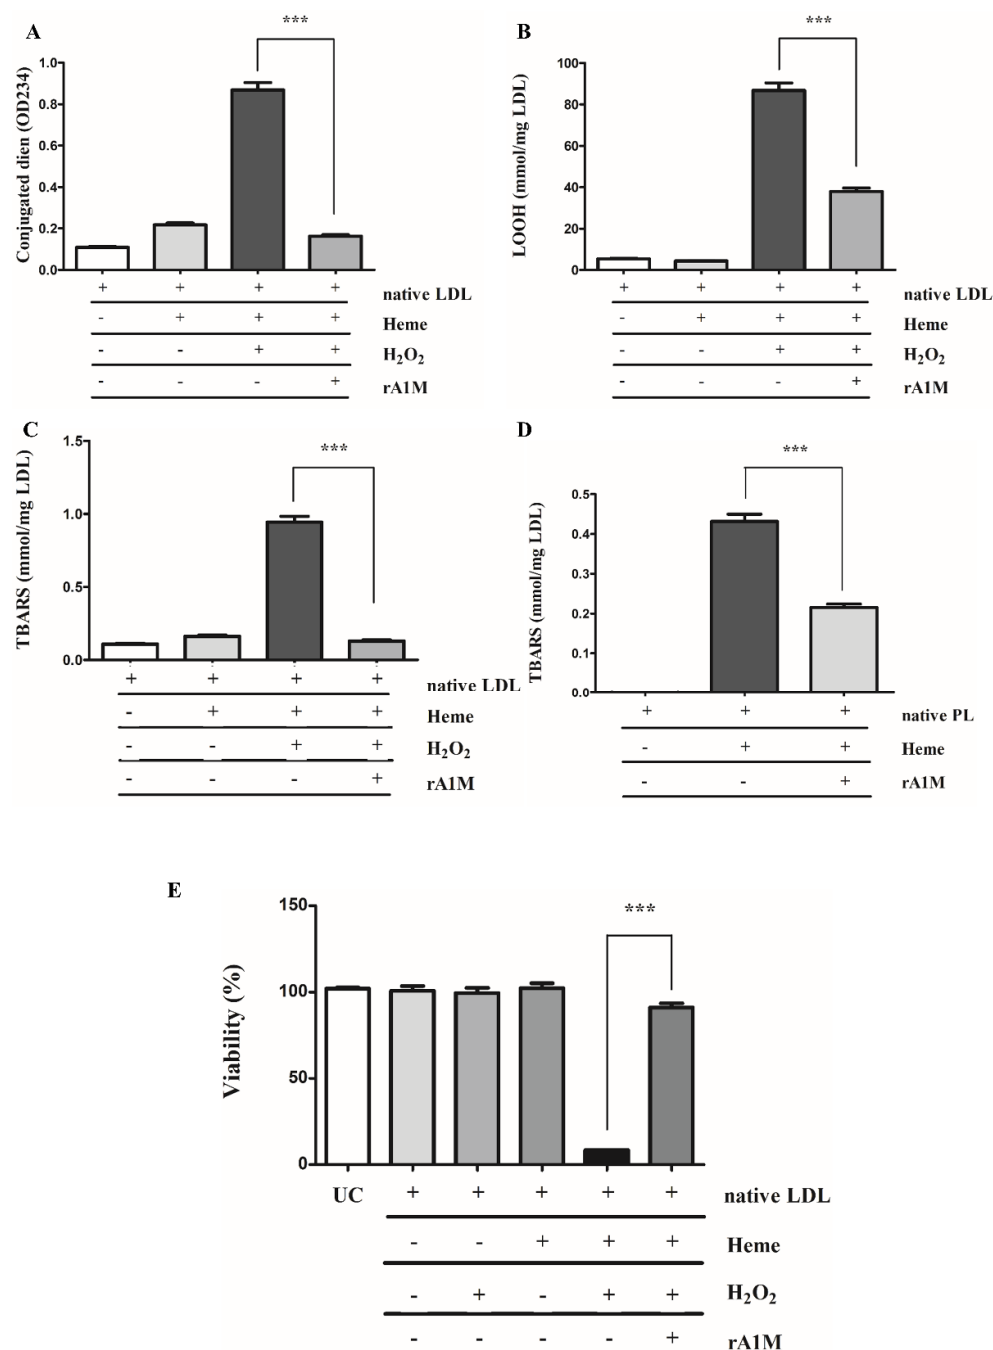 A
***
Conjugated dien (OD234)
1.0
0.8
0.6
0.4
0.2
0.0
+ + + + native LDL
- + + + Heme
- - + + H₂O₂
- - - + rA1M
B
***
LOOH (mmol/mg LDL)
100
80
60
40
20
0
+ + + + native LDL
- + + + Heme
- - + + H₂O₂
- - - + rA1M
C
***
TBARS (mmol/mg LDL)
1.5
1.0
0.5
0.0
+ + + + native LDL
- + + + Heme
- - + + H₂O₂
- - - + rA1M
D
***
TBARS (mmol/mg LDL)
0.5
0.4
0.3
0.2
0.1
0.0
+ + + native PL
- + + Heme
- - + rA1M
E
***
Viability (%)
150
100
50
0
UC + + + + + native LDL
- - + + + Heme
- + - + + H₂O₂
- - - - + rA1M